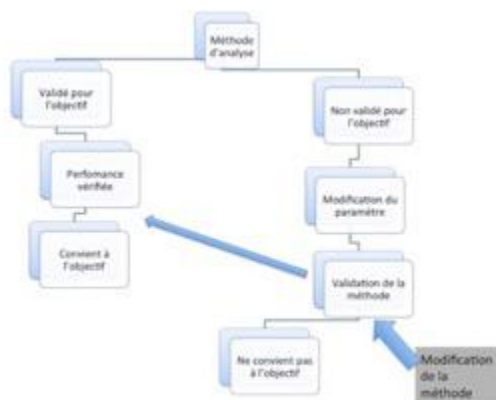 Méthode
d'analyse
Validé pour
l'objectif
Non validé pour
l'objectif
Perfomance
vérifiée
Modification du
paramètre
Convient à
l'objectif
Validation de la
méthode
Ne convient pas
à l'objectif
Modification
de la
méthode